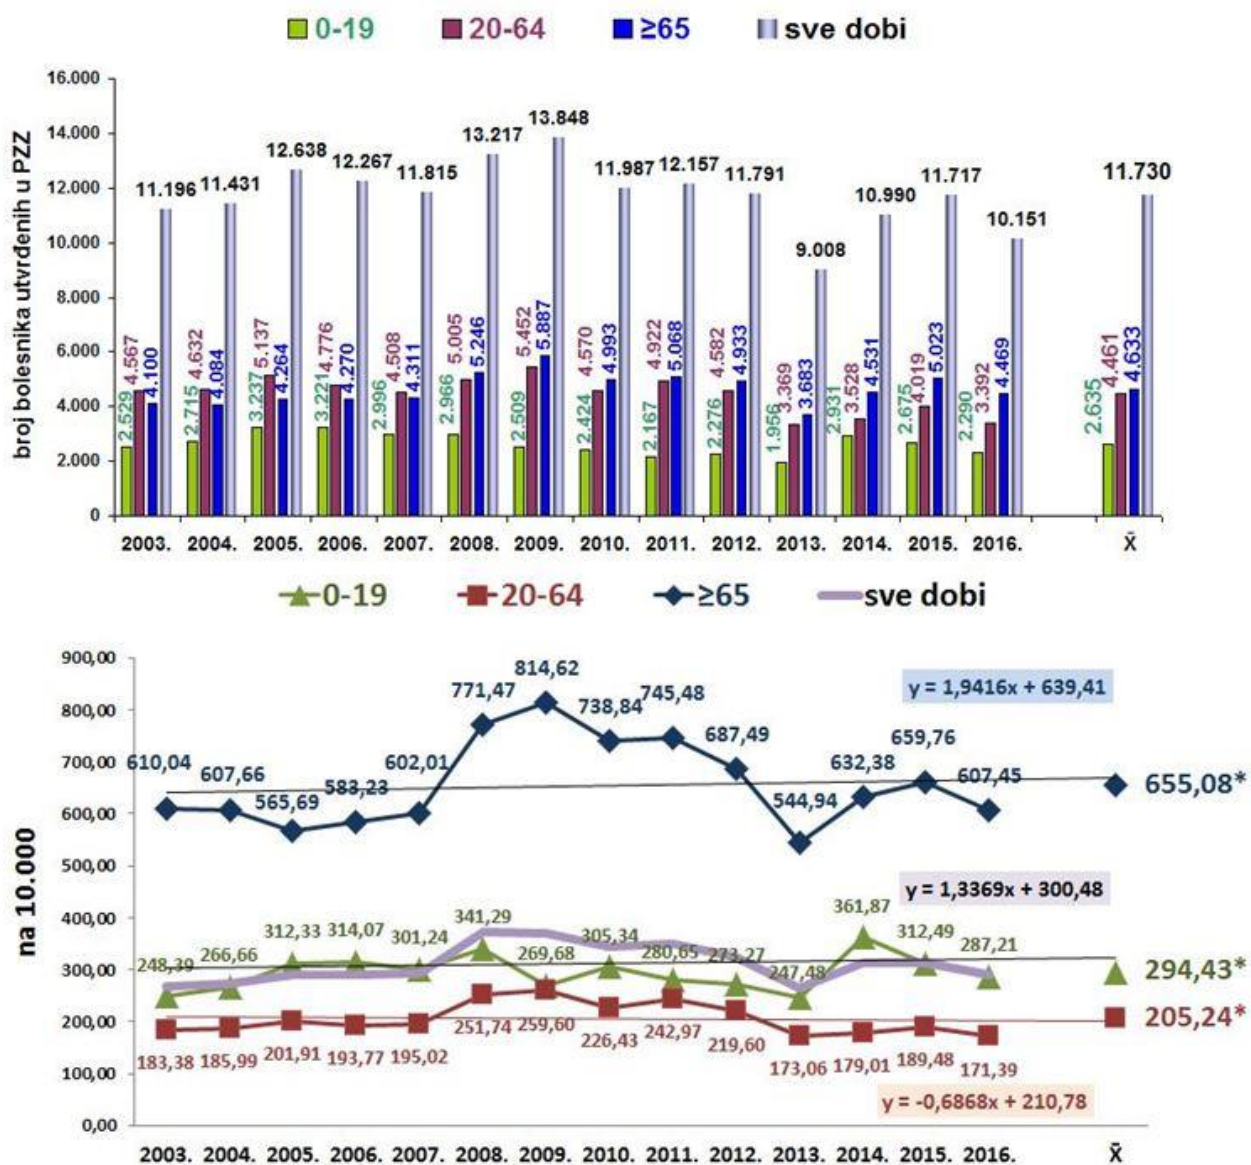 0-19 20-64 ≥65 sve dobi
broj bolesnika utvrđenih u PZZ
16.000
14.000
12.000
10.000
8.000
6.000
4.000
2.000
0
2.529 4.567 4.100 11.196
2.715 4.632 4.084 11.431
3.237 5.137 4.264 12.638
3.221 4.776 4.270 12.267
2.996 4.508 4.311 11.815
2.966 5.005 5.246 13.217
2.509 5.452 5.887 13.848
2.424 4.570 4.993 11.987
2.167 4.922 5.068 12.157
2.276 4.582 4.933 11.791
1.956 3.369 3.683 9.008
2.931 3.528 4.531 10.990
2.675 4.019 5.023 11.717
2.290 3.392 4.469 10.151
2.635 4.461 4.633 11.730
2003. 2004. 2005. 2006. 2007. 2008. 2009. 2010. 2011. 2012. 2013. 2014. 2015. 2016. X̄
0-19 20-64 ≥65 sve dobi
na 10.000
900,00
800,00
700,00
600,00
500,00
400,00
300,00
200,00
100,00
0,00
610,04 607,66 565,69 583,23 602,01 771,47 814,62 738,84 745,48 687,49 544,94 632,38 659,76 607,45 655,08*
y = 1,9416x + 639,41
y = 1,3369x + 300,48
248,39 266,66 312,33 314,07 301,24 341,29 269,68 305,34 280,65 273,27 247,48 361,87 312,49 287,21 294,43*
183,38 185,99 201,91 193,77 195,02 251,74 259,60 226,43 242,97 219,60 173,06 179,01 189,48 171,39 205,24*
y = -0,6868x + 210,78
2003. 2004. 2005. 2006. 2007. 2008. 2009. 2010. 2011. 2012. 2013. 2014. 2015. 2016. X̄